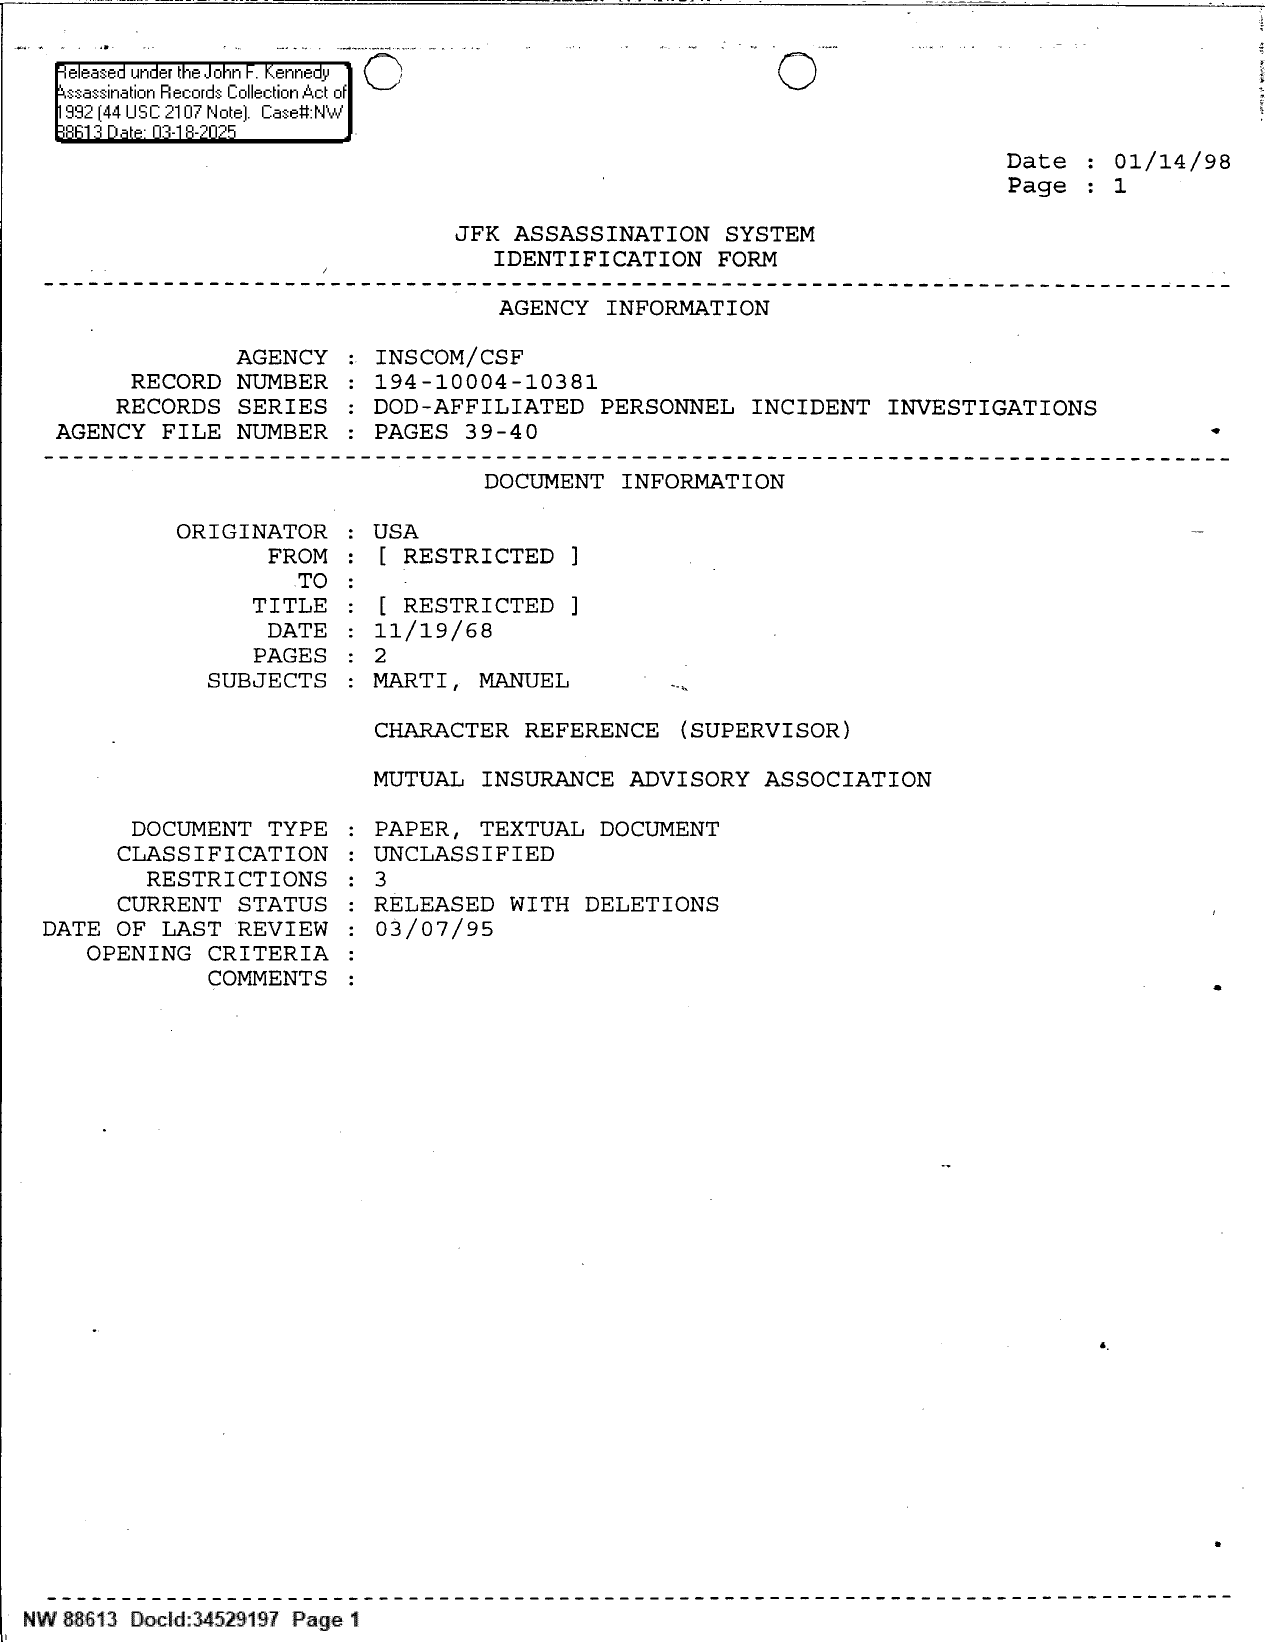 Released under the John F. Kennedy
Assassination Records Collection Act of
1992 (44 USC 2107 Note). Case#:NW
88613 Date: 03-18-2025
Date : 01/14/98
Page : 1
JFK ASSASSINATION SYSTEM
IDENTIFICATION FORM
--------------------------------------------------------------------------------
AGENCY INFORMATION
AGENCY : INSCOM/CSF
RECORD NUMBER : 194-10004-10381
RECORDS SERIES : DOD-AFFILIATED PERSONNEL INCIDENT INVESTIGATIONS
AGENCY FILE NUMBER : PAGES 39-40
--------------------------------------------------------------------------------
DOCUMENT INFORMATION
ORIGINATOR : USA
FROM : [ RESTRICTED ]
TO :
TITLE : [ RESTRICTED ]
DATE : 11/19/68
PAGES : 2
SUBJECTS : MARTI, MANUEL
CHARACTER REFERENCE (SUPERVISOR)
MUTUAL INSURANCE ADVISORY ASSOCIATION
DOCUMENT TYPE : PAPER, TEXTUAL DOCUMENT
CLASSIFICATION : UNCLASSIFIED
RESTRICTIONS : 3
CURRENT STATUS : RELEASED WITH DELETIONS
DATE OF LAST REVIEW : 03/07/95
OPENING CRITERIA :
COMMENTS :
--------------------------------------------------------------------------------
NW 88613 DocId:34529197 Page 1